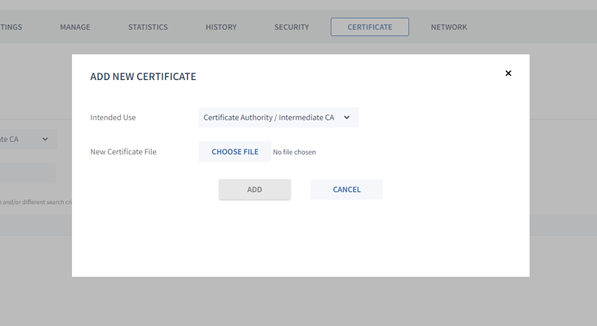 TINGS MANAGE STATISTICS HISTORY SECURITY CERTIFICATE NETWORK
ADD NEW CERTIFICATE
Intended Use Certificate Authority / Intermediate CA
ate CA
New Certificate File CHOOSE FILE No file chosen
ADD CANCEL
and/or different search cri